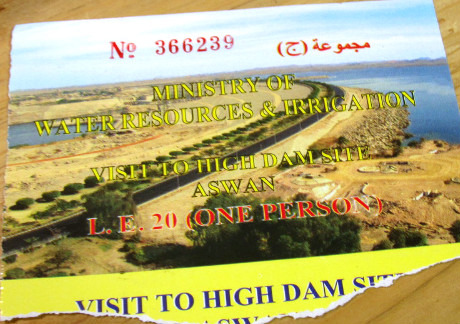 No 366239 مجموعة (ج)
MINISTRY OF
WATER RESOURCES & IRRIGATION
VISIT TO HIGH DAM SITE
ASWAN
L. E. 20 (ONE PERSON)
VISIT TO HIGH DAM SITE